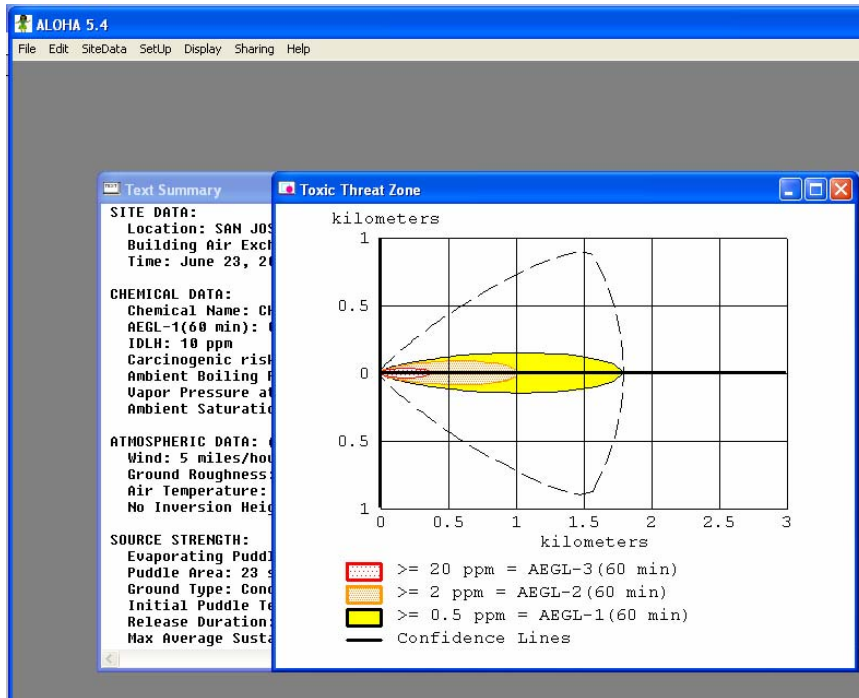 ALOHA 5.4
File Edit SiteData SetUp Display Sharing Help
Text Summary
SITE DATA:
Location: SAN JOS
Building Air Exch
Time: June 23, 20
CHEMICAL DATA:
Chemical Name: CH
AEGL-1(60 min): 
IDLH: 10 ppm
Carcinogenic risk
Ambient Boiling
Vapor Pressure at
Ambient Saturatio
ATMOSPHERIC DATA:
Wind: 5 miles/hou
Ground Roughness:
Air Temperature:
No Inversion Heig
SOURCE STRENGTH:
Evaporating Puddl
Puddle Area: 23 s
Ground Type: Conc
Initial Puddle Te
Release Duration:
Max Average Susta
Toxic Threat Zone
kilometers
1
0.5
0
0.5
1
0 0.5 1 1.5 2 2.5 3
kilometers
>= 20 ppm = AEGL-3(60 min)
>= 2 ppm = AEGL-2(60 min)
>= 0.5 ppm = AEGL-1(60 min)
Confidence Lines